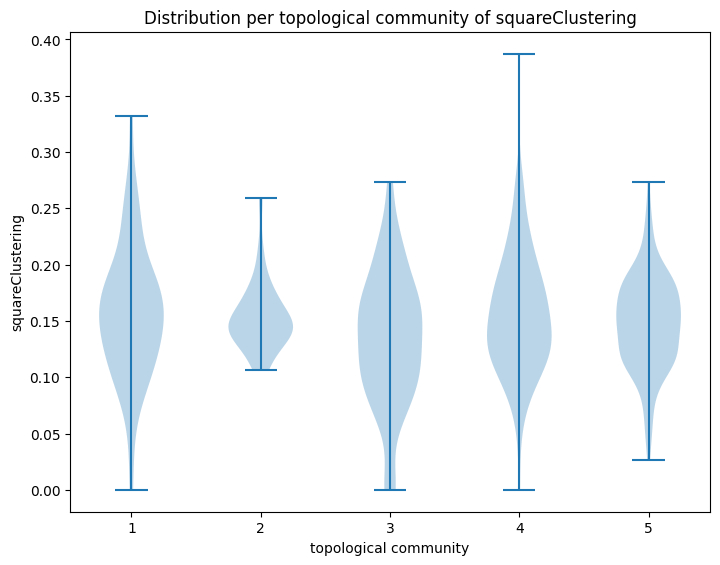 Distribution per topological community of squareClustering
0.40
0.35
0.30
0.25
0.20
0.15
0.10
0.05
0.00
squareClustering
1 2 3 4 5
topological community